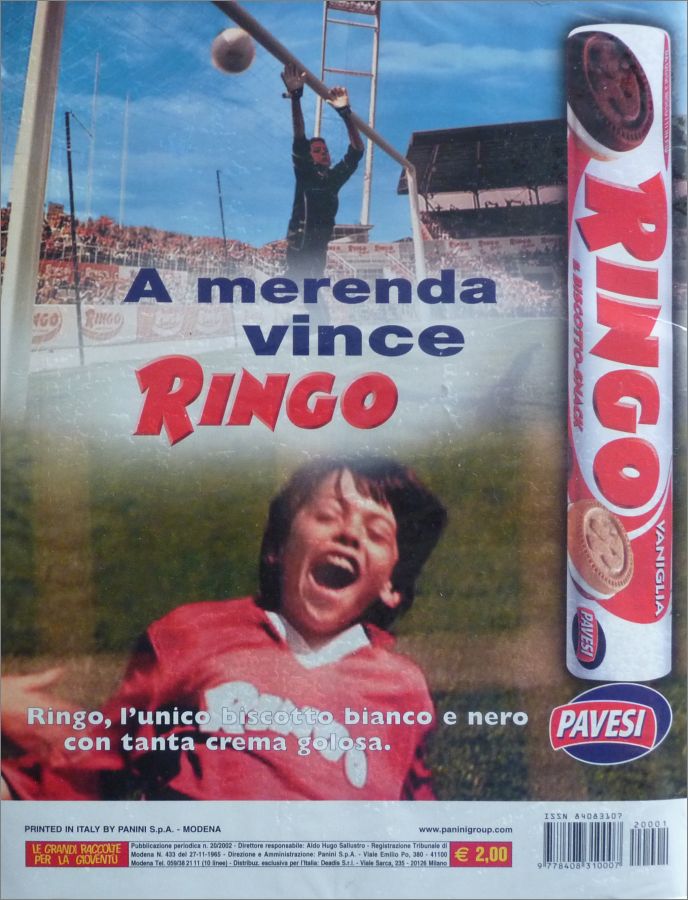 A merenda
vince
RINGO
RINGO
IL BISCOTTO-SNACK
VANIGLIA
PAVESI
RINGO RINGO
Ringo, l'unico biscotto bianco e nero
con tanta crema golosa.
PAVESI
PRINTED IN ITALY BY PANINI S.p.A. - MODENA
www.paninigroup.com
LE GRANDI RACCOLTE
PER LA GIOVENTÙ
Pubblicazione periodica n. 20/2002 - Direttore responsabile: Aldo Hugo Sallustro - Registrazione Tribunale di
Modena N. 433 del 27-11-1965 - Direzione e Amministrazione: Panini S.p.A. - Viale Emilio Po, 380 - 41100
Modena Tel. 059/38 21 11 (10 linee) - Distribuz. esclusiva per l'Italia: Deadis S.r.l. - Viale Sarca, 235 - 20126 Milano
€ 2,00
ISSN 84083107
20001
9 778408 310007